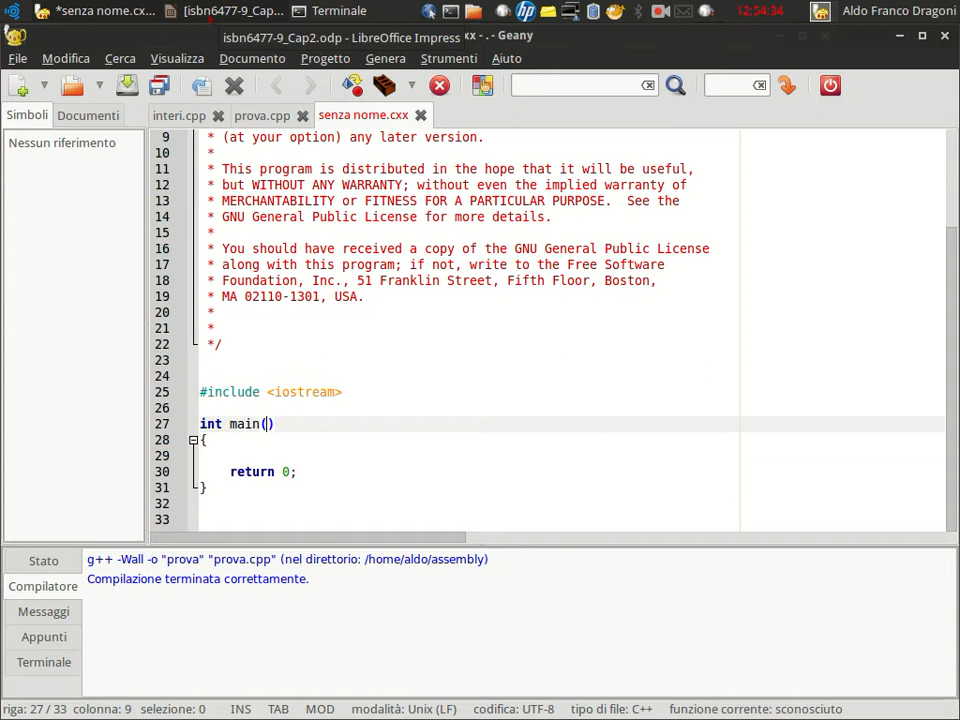 *senza nome.cx...
[isbn6477-9_Cap...
Terminale
12:54:34
Aldo Franco Dragoni
isbn6477-9_Cap2.odp - LibreOffice Impress
xx - . - Geany
File
Modifica
Cerca
Visualizza
Documento
Progetto
Genera
Strumenti
Aiuto
Simboli
Documenti
interi.cpp
prova.cpp
senza nome.cxx
Nessun riferimento
9 * (at your option) any later version.
10 *
11 * This program is distributed in the hope that it will be useful,
12 * but WITHOUT ANY WARRANTY; without even the implied warranty of
13 * MERCHANTABILITY or FITNESS FOR A PARTICULAR PURPOSE.  See the
14 * GNU General Public License for more details.
15 *
16 * You should have received a copy of the GNU General Public License
17 * along with this program; if not, write to the Free Software
18 * Foundation, Inc., 51 Franklin Street, Fifth Floor, Boston,
19 * MA 02110-1301, USA.
20 *
21 *
22 */
23
24
25 #include <iostream>
26
27 int main()
28 {
29
30 return 0;
31 }
32
33
Stato
Compilatore
Messaggi
Appunti
Terminale
g++ -Wall -o "prova" "prova.cpp" (nel direttorio: /home/aldo/assembly)
Compilazione terminata correttamente.
riga: 27 / 33
colonna: 9
selezione: 0
INS
TAB
MOD
modalità: Unix (LF)
codifica: UTF-8
tipo di file: C++
funzione corrente: sconosciuto